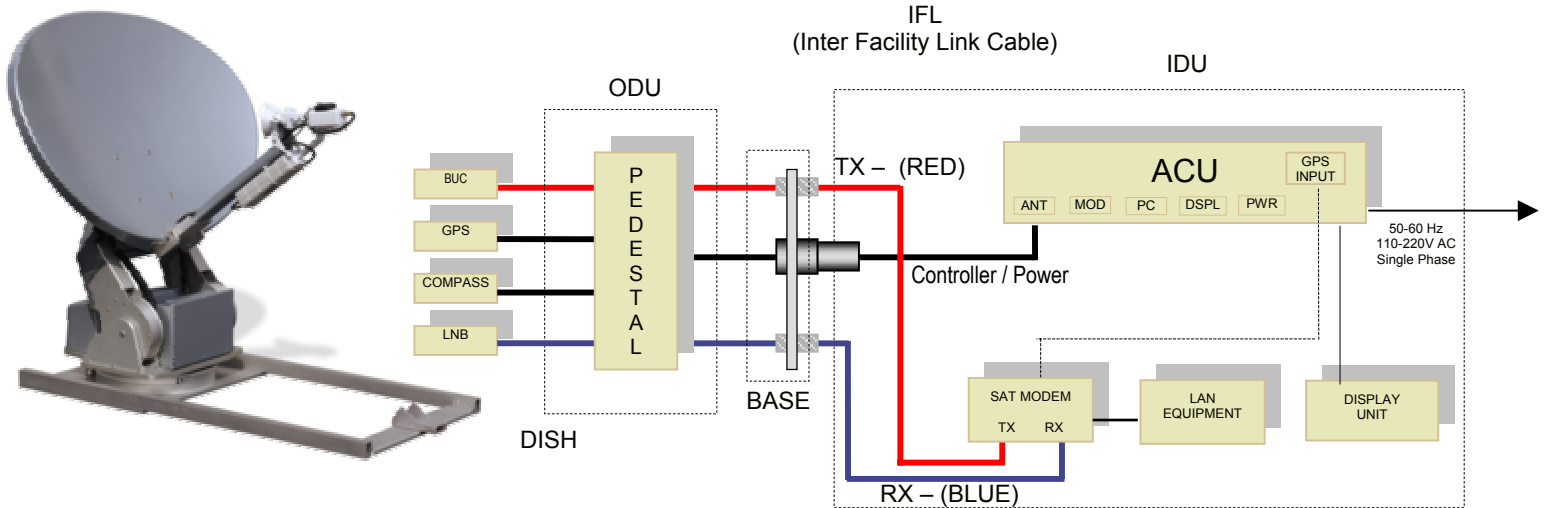 IFL
(Inter Facility Link Cable)
IDU
ODU
BUC
GPS
COMPASS
LNB
P
E
D
E
S
T
A
L
DISH
BASE
TX – (RED)
ACU
GPS
INPUT
ANT
MOD
PC
DSPL
PWR
50-60 Hz
110-220V AC
Single Phase
Controller / Power
SAT MODEM
TX RX
LAN
EQUIPMENT
DISPLAY
UNIT
RX – (BLUE)